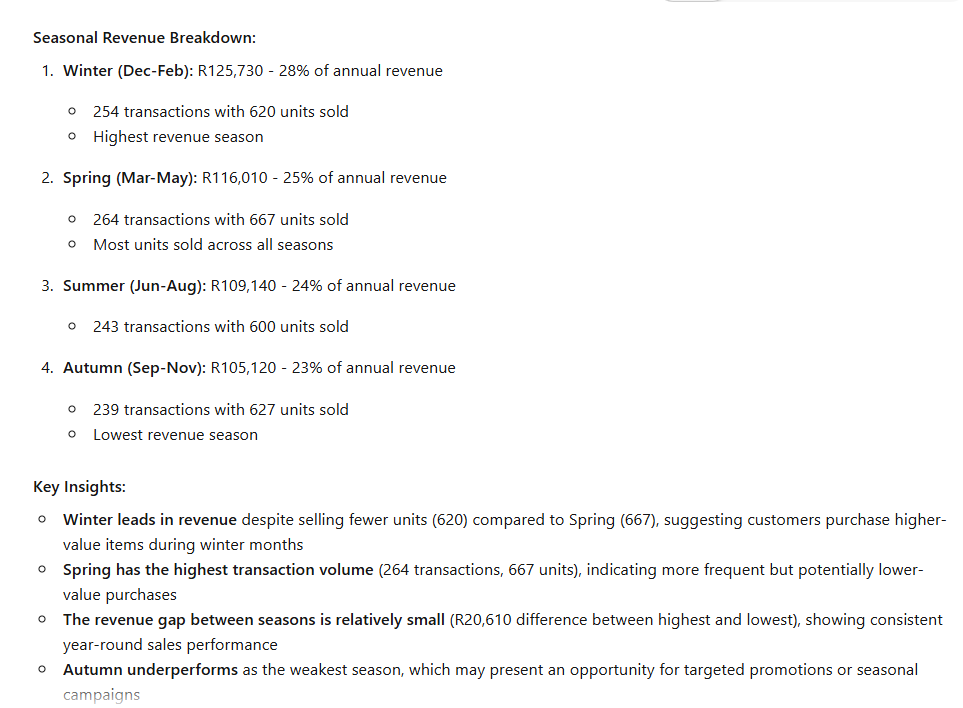 Seasonal Revenue Breakdown:
1. Winter (Dec-Feb): R125,730 - 28% of annual revenue
○ 254 transactions with 620 units sold
○ Highest revenue season
2. Spring (Mar-May): R116,010 - 25% of annual revenue
○ 264 transactions with 667 units sold
○ Most units sold across all seasons
3. Summer (Jun-Aug): R109,140 - 24% of annual revenue
○ 243 transactions with 600 units sold
4. Autumn (Sep-Nov): R105,120 - 23% of annual revenue
○ 239 transactions with 627 units sold
○ Lowest revenue season
Key Insights:
○ Winter leads in revenue despite selling fewer units (620) compared to Spring (667), suggesting customers purchase higher-
value items during winter months
○ Spring has the highest transaction volume (264 transactions, 667 units), indicating more frequent but potentially lower-
value purchases
○ The revenue gap between seasons is relatively small (R20,610 difference between highest and lowest), showing consistent
year-round sales performance
○ Autumn underperforms as the weakest season, which may present an opportunity for targeted promotions or seasonal
campaigns